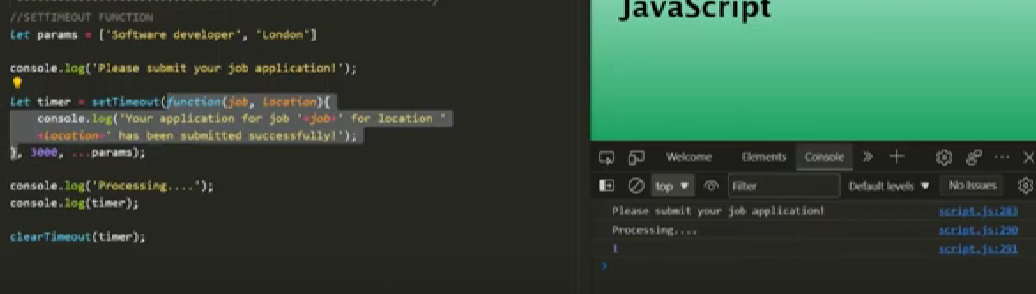 //SETTIMEOUT FUNCTION
let params = ["Software developer", "London"]
console.log('Please submit your job application!');
let timer = setTimeout(function(job, location){
console.log("Your application for job '+job+' for location "
+location+' has been submitted successfully!');
}, 3000, ...params);
console.log('Processing....');
console.log(timer);
clearTimeout(timer);
JavaScript
Welcome Elements Console
top Filter Default levels No Issues
Please submit your job application! script.js:283
Processing.... script.js:290
1 script.js:291